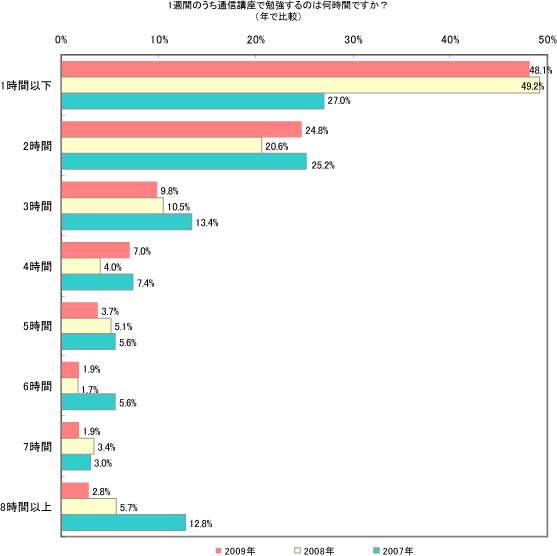 1週間のうち通信講座で勉強するのは何時間ですか？
（年で比較）
0% 10% 20% 30% 40% 50%
1時間以下
48.1%
49.2%
27.0%
2時間
24.8%
20.6%
25.2%
3時間
9.8%
10.5%
13.4%
4時間
7.0%
4.0%
7.4%
5時間
3.7%
5.1%
5.6%
6時間
1.9%
1.7%
5.6%
7時間
1.9%
3.4%
3.0%
8時間以上
2.8%
5.7%
12.8%
2009年 2008年 2007年